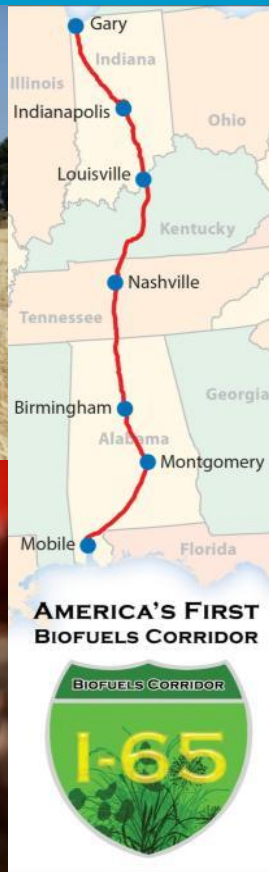 Gary
Indiana
Illinois
Indianapolis
Ohio
Louisville
Kentucky
Nashville
Tennessee
Georgia
Birmingham
Alabama
Montgomery
Mobile
Florida
AMERICA'S FIRST
BIOFUELS CORRIDOR
BIOFUELS CORRIDOR
I-65